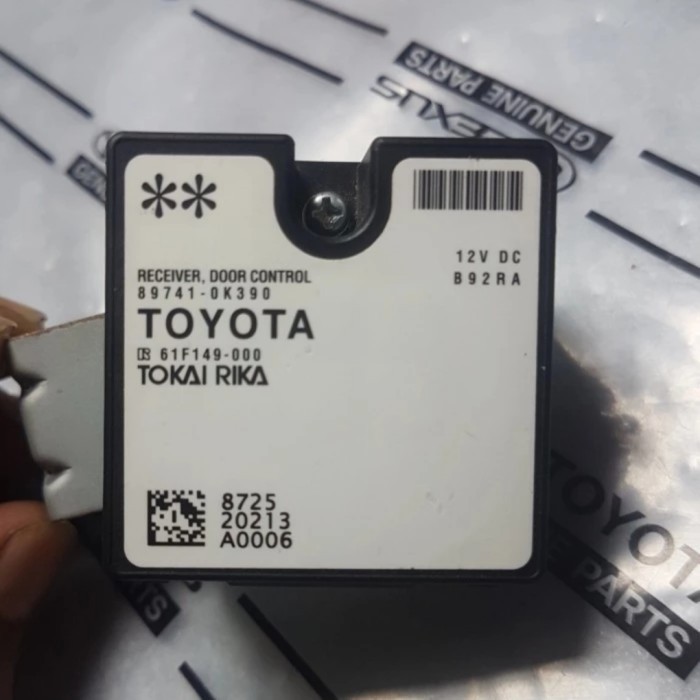 GENUINE PARTS
LEXUS
**
12V DC
B92RA
RECEIVER, DOOR CONTROL
89741-0K390
TOYOTA
61F149-000
TOKAI RIKA
8725
20213
A0006
TOYOTA
PARTS